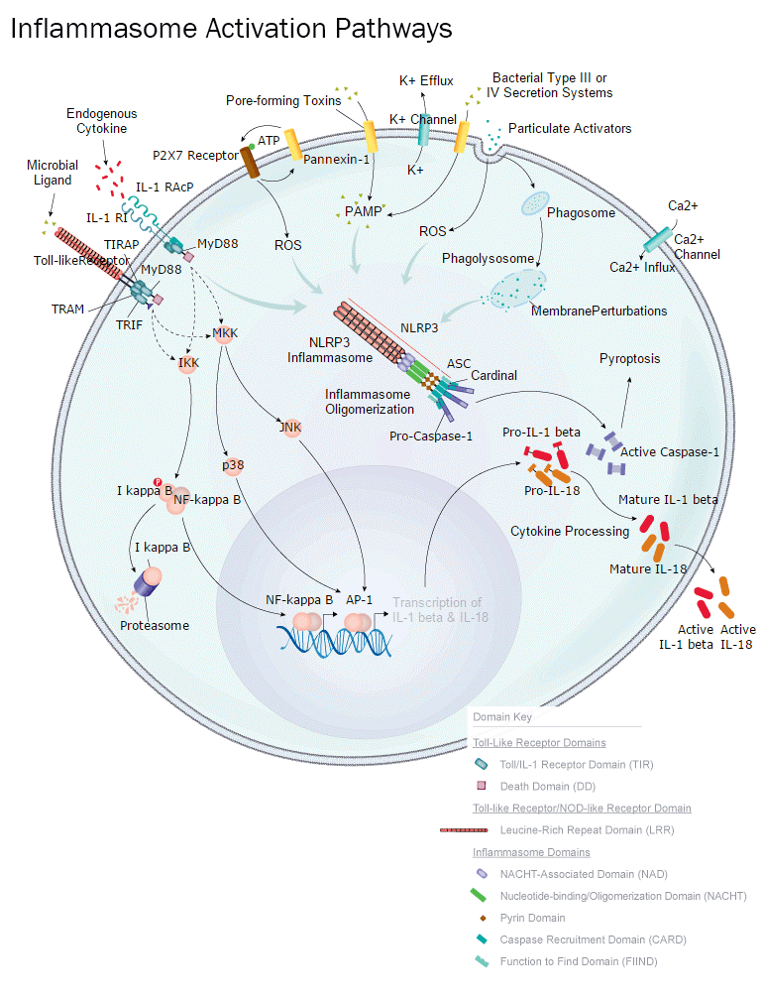 Inflammasome Activation Pathways
K+ Efflux
Bacterial Type III or
IV Secretion Systems
Pore-forming Toxins
Endogenous
Cytokine
K+ Channel
Particulate Activators
ATP
P2X7 Receptor
Pannexin-1
Microbial
Ligand
K+
IL-1 RAcP
IL-1 RI
PAMP
Phagosome
Ca2+
TIRAP
MyD88
ROS
ROS
Ca2+
Channel
Toll-likeReceptor
MyD88
Phagolysosome
Ca2+ Influx
TRAM
TRIF
MembranePerturbations
MKK
NLRP3
NLRP3
Inflammasome
IKK
ASC
Cardinal
Pyroptosis
Inflammasome
Oligomerization
JNK
Pro-Caspase-1
Pro-IL-1 beta
Active Caspase-1
p38
P
I kappa B
NF-kappa B
Pro-IL-18
Mature IL-1 beta
Cytokine Processing
I kappa B
Mature IL-18
NF-kappa B
AP-1
Transcription of
IL-1 beta & IL-18
Proteasome
Active
IL-1 beta
Active
IL-18
Domain Key
Toll-Like Receptor Domains
Toll/IL-1 Receptor Domain (TIR)
Death Domain (DD)
Toll-like Receptor/NOD-like Receptor Domain
Leucine-Rich Repeat Domain (LRR)
Inflammasome Domains
NACHT-Associated Domain (NAD)
Nucleotide-binding/Oligomerization Domain (NACHT)
Pyrin Domain
Caspase Recruitment Domain (CARD)
Function to Find Domain (FIIND)